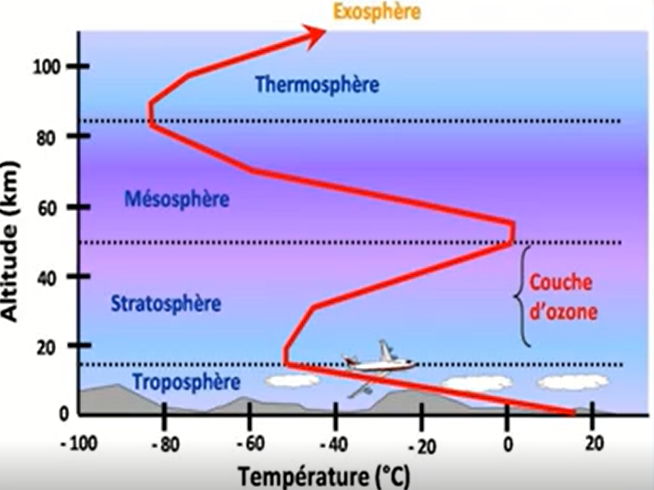 Exosphère
100
Thermosphère
80
Mésosphère
60
40
Couche
d'ozone
Stratosphère
20
Troposphère
0
-100 -80 -60 -40 -20 0 20
Température (°C)
Altitude (km)